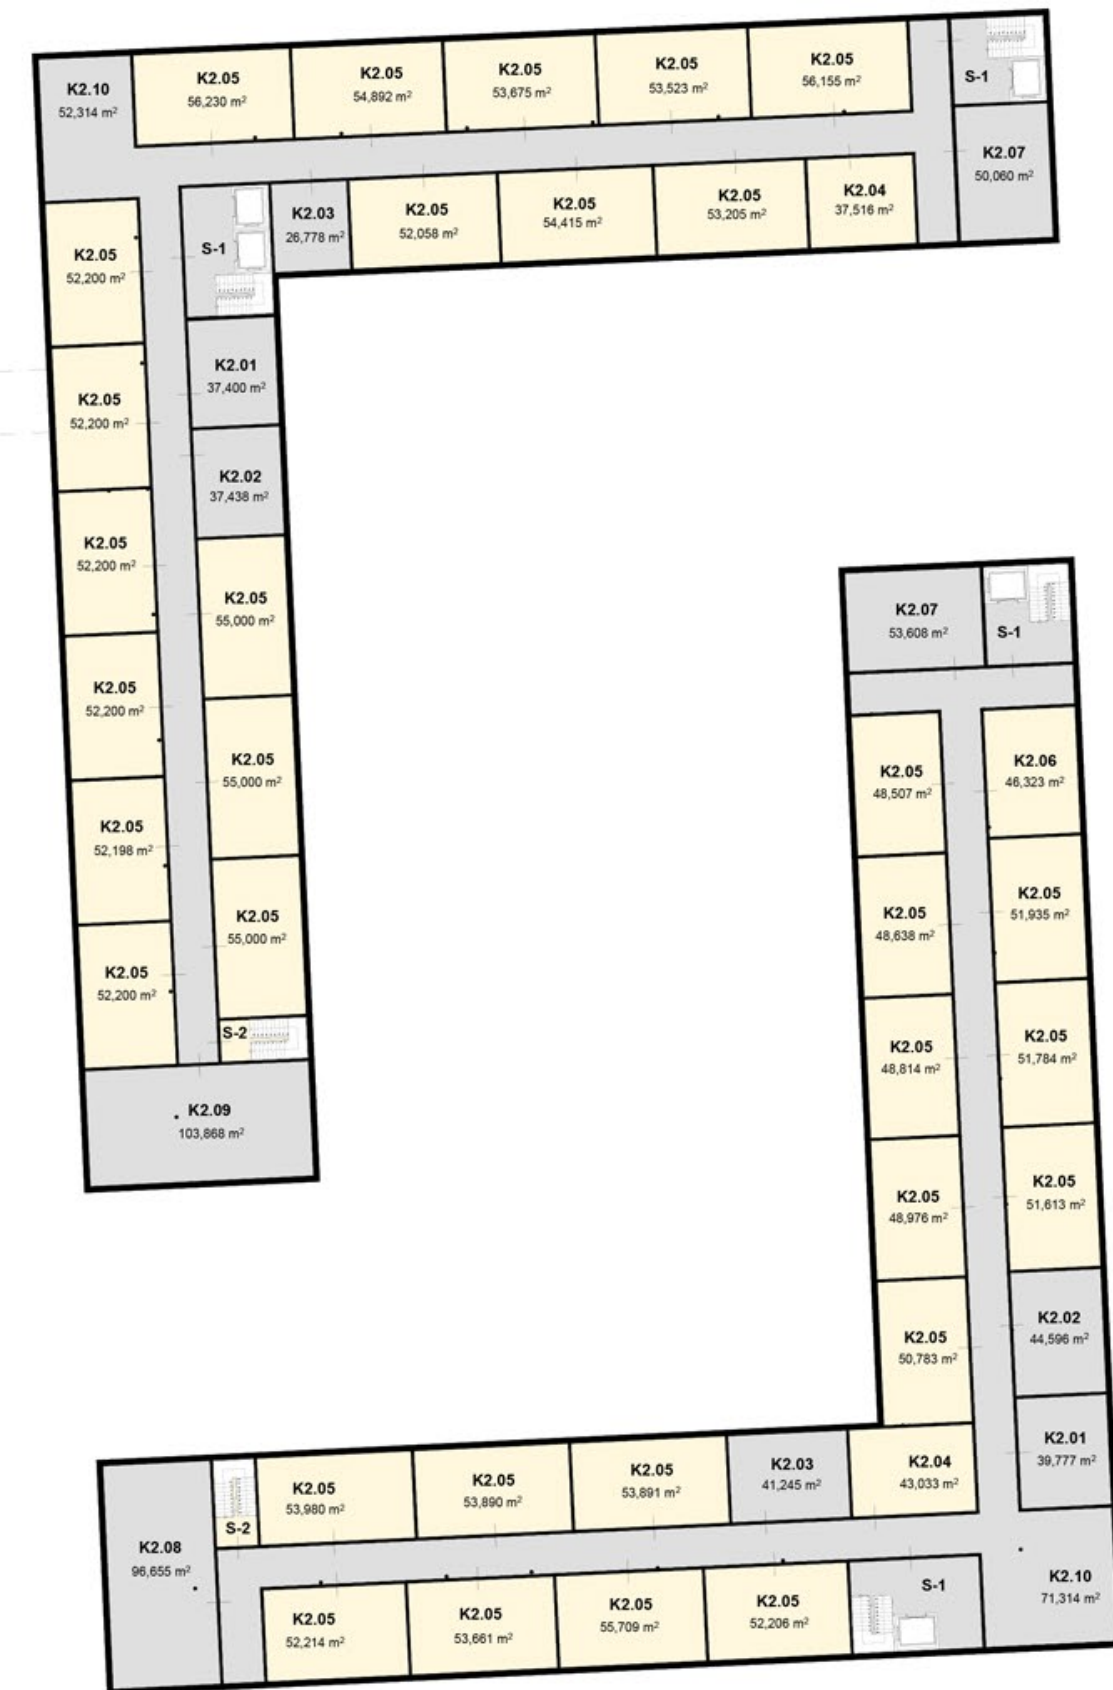 K2.10
52,314 m²
K2.05
56,230 m²
K2.05
54,892 m²
K2.05
53,675 m²
K2.05
53,523 m²
K2.05
56,155 m²
S-1
K2.07
50,060 m²
K2.05
52,200 m²
S-1
K2.03
26,778 m²
K2.05
52,058 m²
K2.05
54,415 m²
K2.05
53,205 m²
K2.04
37,516 m²
K2.01
37,400 m²
K2.05
52,200 m²
K2.02
37,438 m²
K2.05
52,200 m²
K2.05
55,000 m²
K2.05
52,200 m²
K2.05
55,000 m²
K2.05
52,198 m²
K2.05
55,000 m²
K2.05
52,200 m²
S-2
K2.09
103,868 m²
K2.07
53,608 m²
S-1
K2.05
48,507 m²
K2.06
46,323 m²
K2.05
48,638 m²
K2.05
51,935 m²
K2.05
48,814 m²
K2.05
51,784 m²
K2.05
48,976 m²
K2.05
51,613 m²
K2.05
50,783 m²
K2.02
44,596 m²
K2.01
39,777 m²
K2.08
96,655 m²
S-2
K2.05
53,980 m²
K2.05
53,890 m²
K2.05
53,891 m²
K2.03
41,245 m²
K2.04
43,033 m²
K2.05
52,214 m²
K2.05
53,661 m²
K2.05
55,709 m²
K2.05
52,206 m²
S-1
K2.10
71,314 m²